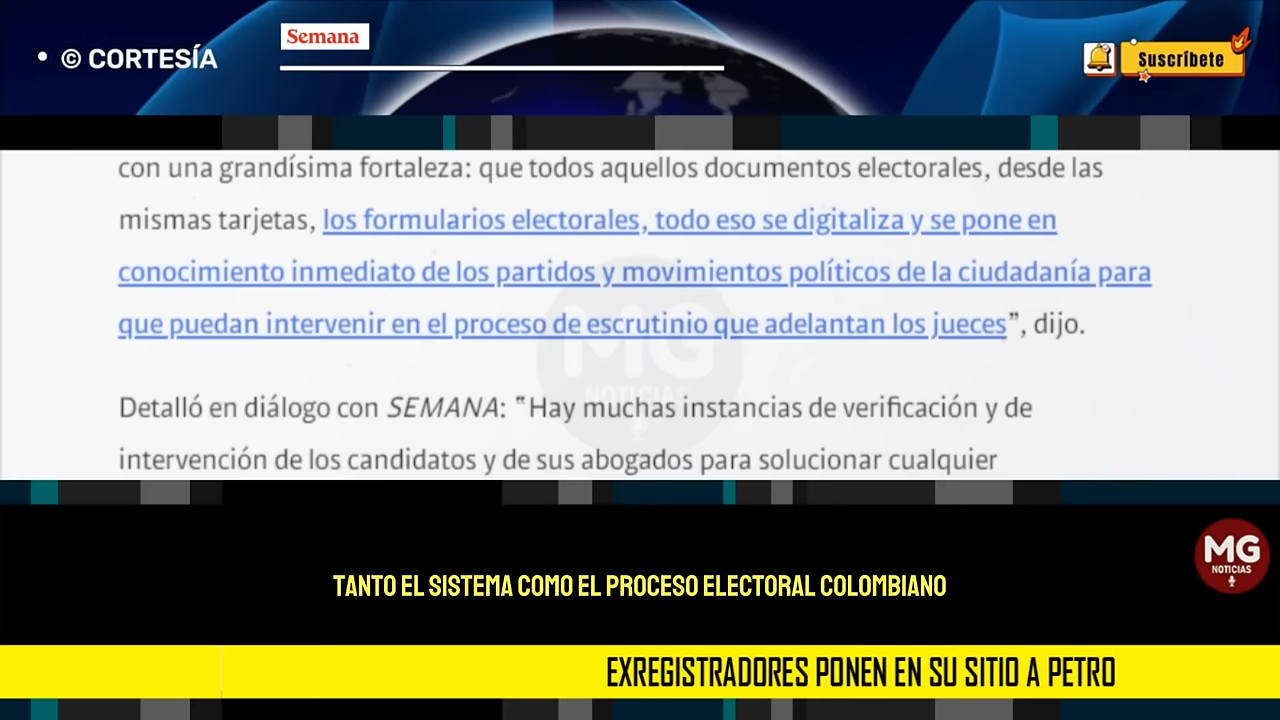 • © CORTESÍA
Semana
Suscríbete
con una grandísima fortaleza: que todos aquellos documentos electorales, desde las
mismas tarjetas, los formularios electorales, todo eso se digitaliza y se pone en
conocimiento inmediato de los partidos y movimientos políticos de la ciudadanía para
que puedan intervenir en el proceso de escrutinio que adelantan los jueces”, dijo.
MG
NOTICIAS
Detalló en diálogo con SEMANA: “Hay muchas instancias de verificación y de
intervención de los candidatos y de sus abogados para solucionar cualquier
MG
NOTICIAS
TANTO EL SISTEMA COMO EL PROCESO ELECTORAL COLOMBIANO
EXREGISTRADORES PONEN EN SU SITIO A PETRO